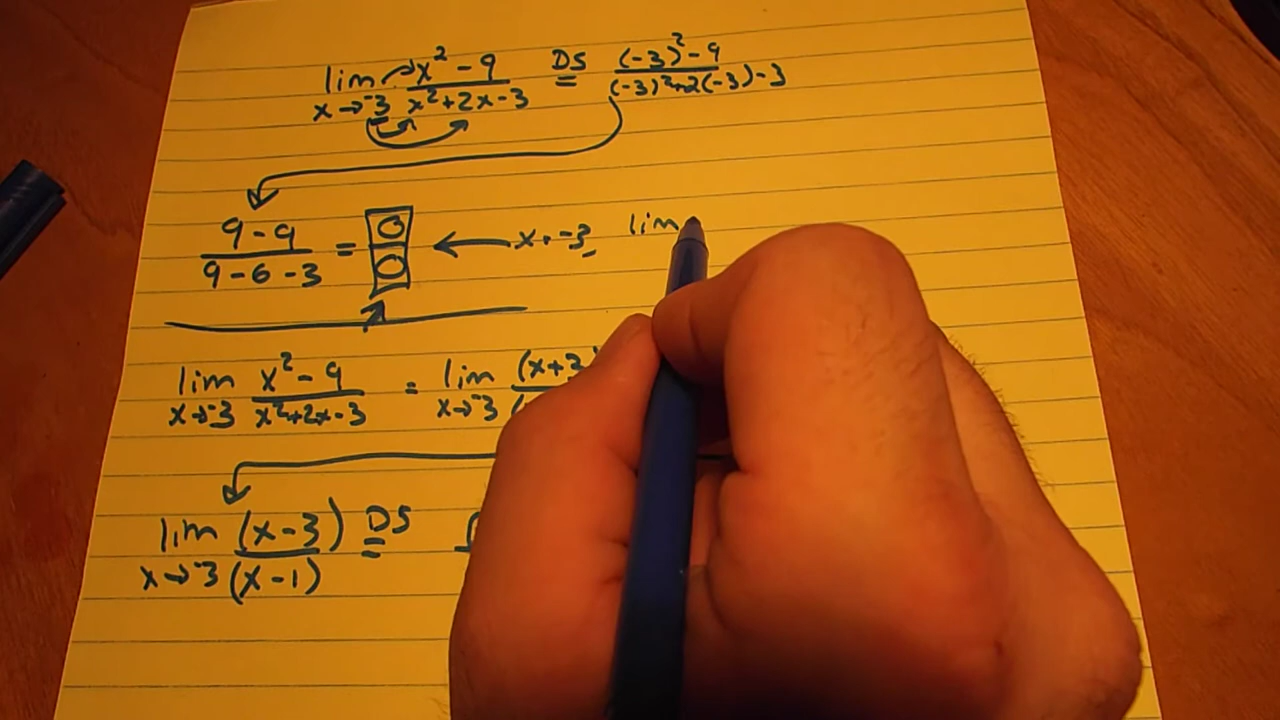 lim x→-3 (x² - 9)/(x² + 2x - 3) DS= ((-3)² - 9)/((-3)² + 2(-3) - 3)
(9 - 9)/(9 - 6 - 3) = 0/0 ← x → -3 lim
lim x→-3 (x² - 9)/(x² + 2x - 3) = lim x→-3 (x+3)/(
lim x→-3 (x - 3)/(x - 1) DS=